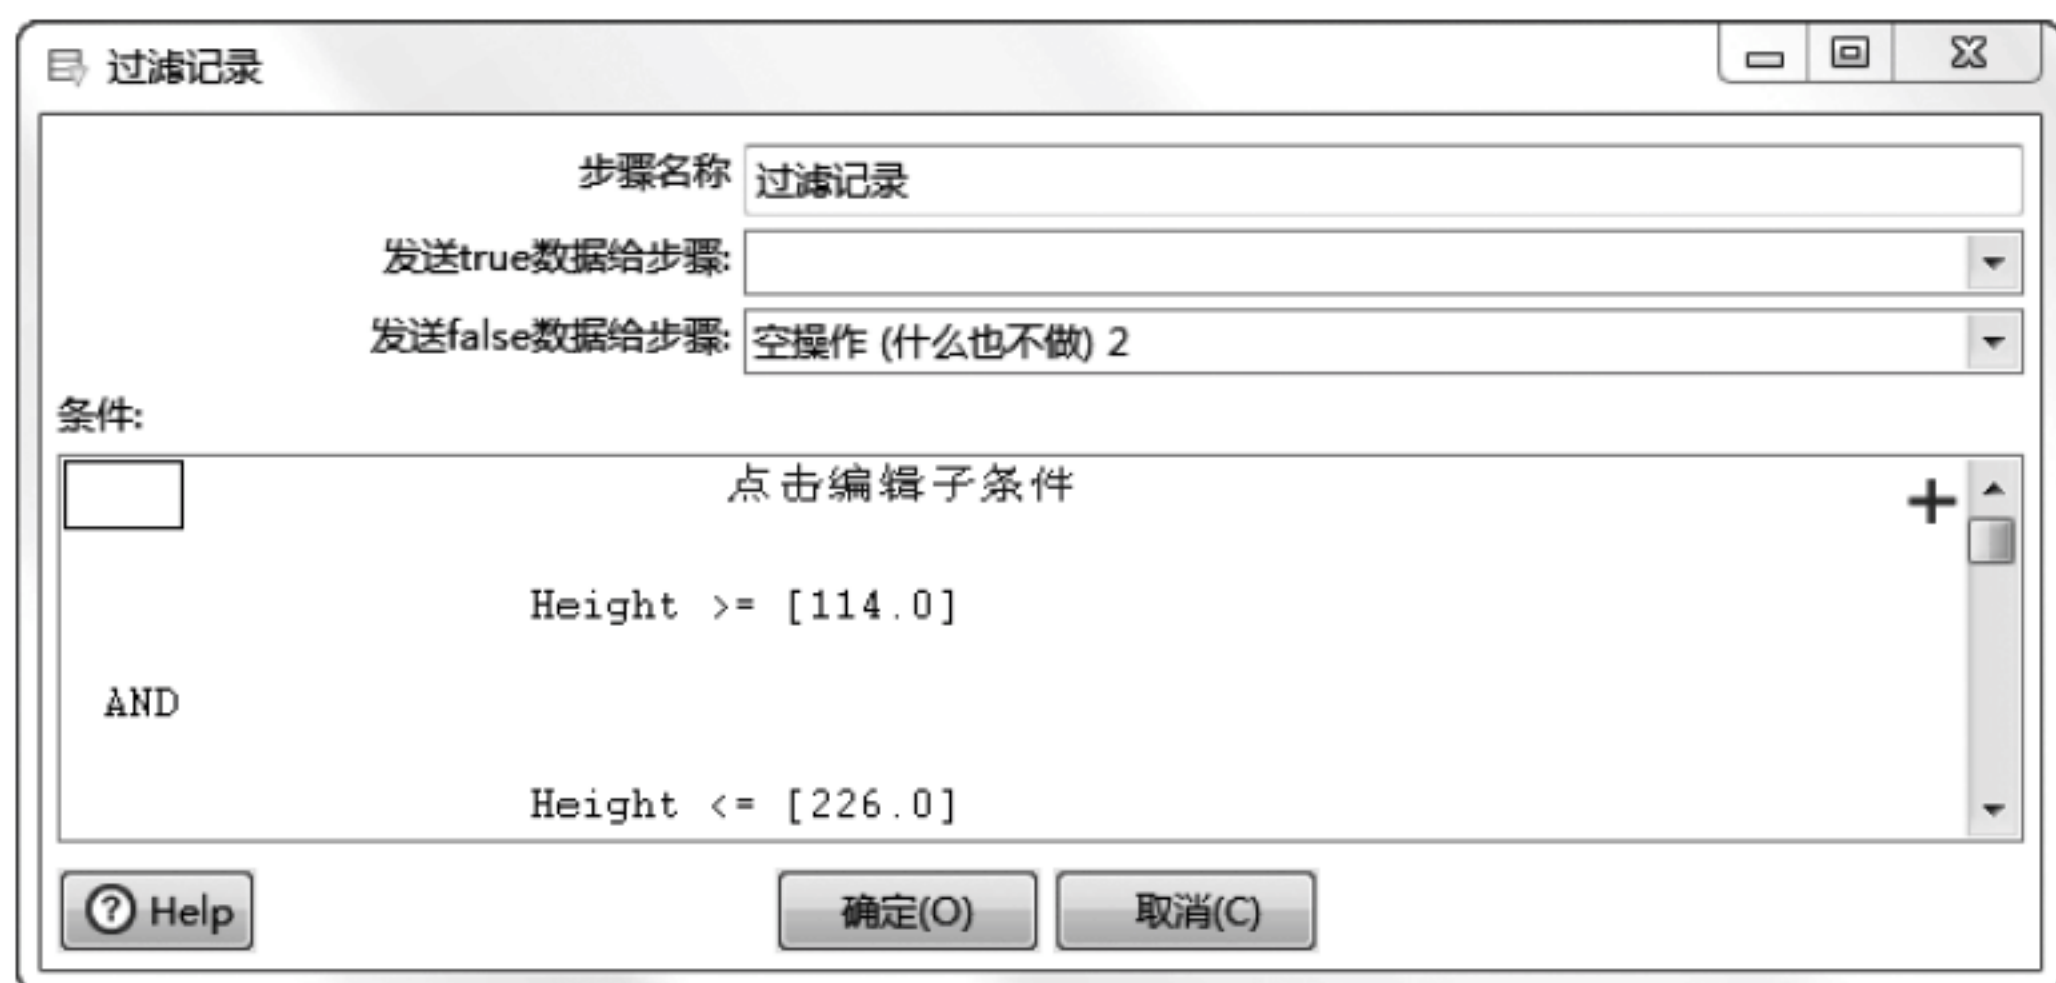 过滤记录
步骤名称 过滤记录
发送true数据给步骤:
发送false数据给步骤: 空操作 (什么也不做) 2
条件:
点击编辑子条件
Height >= [114.0]
AND
Height <= [226.0]
Help 确定(O) 取消(C)